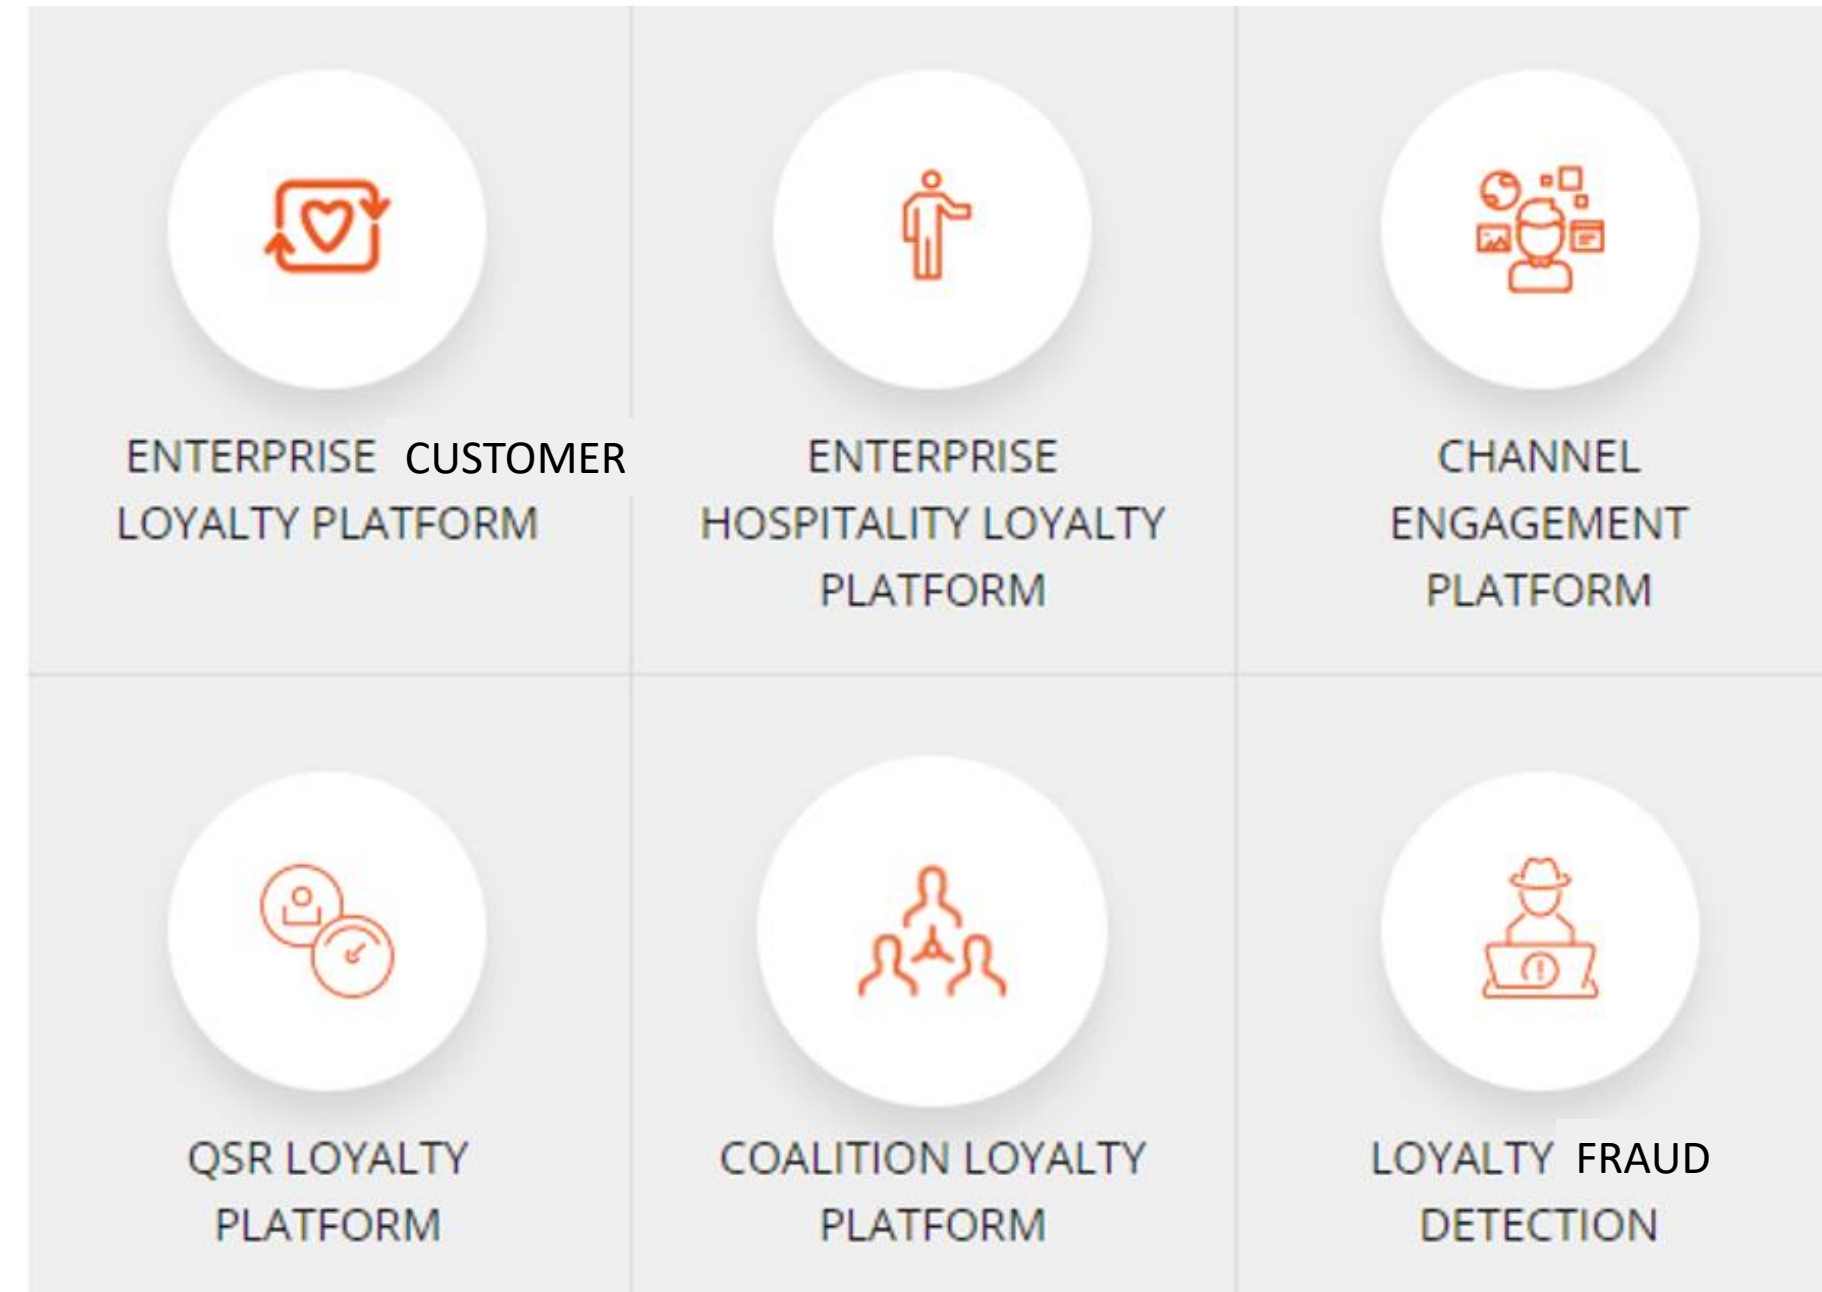 ENTERPRISE CUSTOMER
LOYALTY PLATFORM
ENTERPRISE
HOSPITALITY LOYALTY
PLATFORM
CHANNEL
ENGAGEMENT
PLATFORM
QSR LOYALTY
PLATFORM
COALITION LOYALTY
PLATFORM
LOYALTY FRAUD
DETECTION